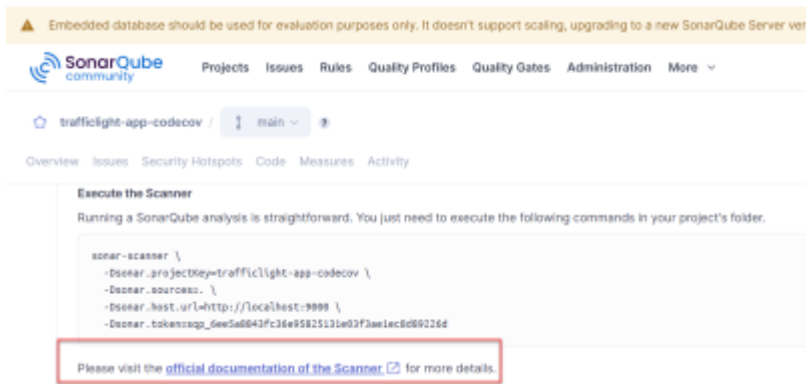 Embedded database should be used for evaluation purposes only. It doesn't support scaling, upgrading to a new SonarQube Server ver
SonarQube community
Projects Issues Rules Quality Profiles Quality Gates Administration More
trafficlight-app-codecov / main ?
Overview Issues Security Hotspots Code Measures Activity
Execute the Scanner
Running a SonarQube analysis is straightforward. You just need to execute the following commands in your project's folder.
sonar-scanner \
-Dsonar.projectKey=trafficlight-app-codecov \
-Dsonar.sources=. \
-Dsonar.host.url=http://localhost:9000 \
Please visit the official documentation of the Scanner for more details.